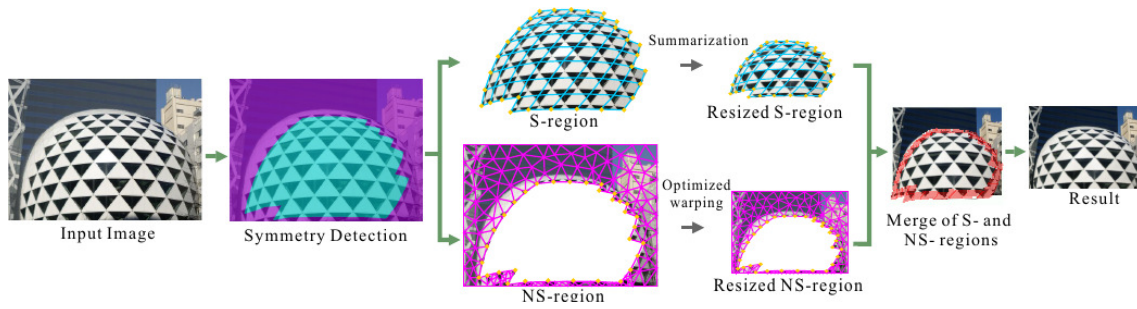 Input Image
Symmetry Detection
S-region
Summarization
Resized S-region
NS-region
Optimized
warping
Resized NS-region
Merge of S- and
NS- regions
Result